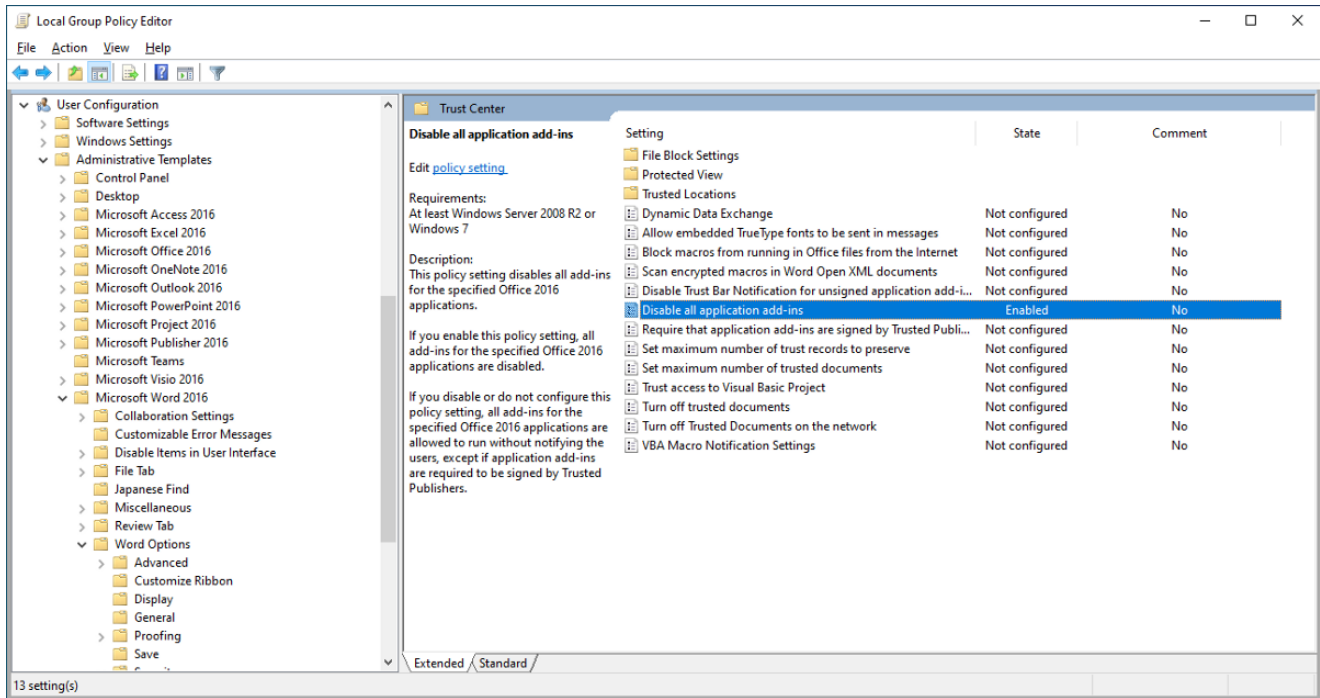 Local Group Policy Editor
File Action View Help
User Configuration
Software Settings
Windows Settings
Administrative Templates
Control Panel
Desktop
Microsoft Access 2016
Microsoft Excel 2016
Microsoft Office 2016
Microsoft OneNote 2016
Microsoft Outlook 2016
Microsoft PowerPoint 2016
Microsoft Project 2016
Microsoft Publisher 2016
Microsoft Teams
Microsoft Visio 2016
Microsoft Word 2016
Collaboration Settings
Customizable Error Messages
Disable Items in User Interface
File Tab
Japanese Find
Miscellaneous
Review Tab
Word Options
Advanced
Customize Ribbon
Display
General
Proofing
Save
Trust Center
Disable all application add-ins
Edit policy setting
Requirements:
At least Windows Server 2008 R2 or
Windows 7
Description:
This policy setting disables all add-ins
for the specified Office 2016
applications.
If you enable this policy setting, all
add-ins for the specified Office 2016
applications are disabled.
If you disable or do not configure this
policy setting, all add-ins for the
specified Office 2016 applications are
allowed to run without notifying the
users, except if application add-ins
are required to be signed by Trusted
Publishers.
Setting State Comment
File Block Settings
Protected View
Trusted Locations
Dynamic Data Exchange Not configured No
Allow embedded TrueType fonts to be sent in messages Not configured No
Block macros from running in Office files from the Internet Not configured No
Scan encrypted macros in Word Open XML documents Not configured No
Disable Trust Bar Notification for unsigned application add-i... Not configured No
Disable all application add-ins Enabled No
Require that application add-ins are signed by Trusted Publi... Not configured No
Set maximum number of trust records to preserve Not configured No
Set maximum number of trusted documents Not configured No
Trust access to Visual Basic Project Not configured No
Turn off trusted documents Not configured No
Turn off Trusted Documents on the network Not configured No
VBA Macro Notification Settings Not configured No
Extended Standard
13 setting(s)